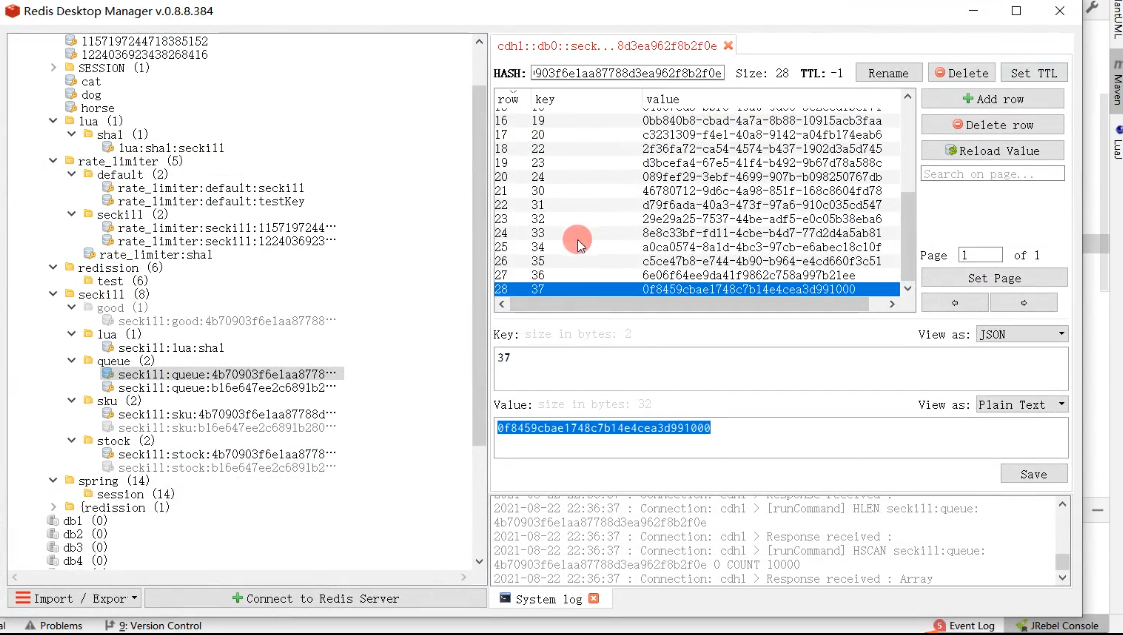 Redis Desktop Manager v.0.8.8.384
1157197244718385152
1224036923438268416
SESSION (1)
cat
dog
horse
lua (1)
sha1 (1)
lua:sha1:seckill
rate_limiter (5)
default (2)
rate_limiter:default:seckill
rate_limiter:default:testKey
seckill (2)
rate_limiter:seckill:1157197244···
rate_limiter:seckill:1224036923···
rate_limiter:sha1
redission (6)
test (6)
seckill (8)
good (1)
seckill:good:4b70903f6e1aa87788···
lua (1)
seckill:lua:sha1
queue (2)
seckill:queue:4b70903f6e1aa8778···
seckill:queue:b16e647ee2c6891b2···
sku (2)
seckill:sku:4b70903f6e1aa87788d···
seckill:sku:b16e647ee2c6891b280···
stock (2)
seckill:stock:4b70903f6e1aa8778···
seckill:stock:b16e647ee2c6891b2···
spring (14)
session (14)
{redission (1)
db1 (0)
db2 (0)
db3 (0)
db4 (0)
Import / Expor
Connect to Redis Server
cdh1::db0::seck...8d3ea962f8b2f0e
HASH: 903f6e1aa87788d3ea962f8b2f0e Size: 28 TTL: -1 Rename Delete Set TTL
row key value
16 19 0bb840b8-cbad-4a7a-8b88-10915acb3faa
17 20 c3231309-f4e1-40a8-9142-a04fb174eab6
18 22 2f36fa72-ca54-4574-b437-1902d3a5d745
19 23 d3bcefa4-67e5-41f4-b492-9b67d78a588c
20 24 089fef29-3ebf-4699-907b-b098250767db
21 30 46780712-9d6c-4a98-851f-168c8604fd78
22 31 d79f6ada-40a3-473f-97a6-910c035cd547
23 32 29e29a25-7537-44be-adf5-e0c05b38eba6
24 33 8e8c33bf-fd11-4cbe-b4d7-77d2d4a5ab81
25 34 a0ca0574-8a1d-4bc3-97cb-e6abec18c10f
26 35 c5ce47b8-e744-4b90-b964-e4cd660f3c51
27 36 6e06f64ee9da41f9862c758a997b21ee
28 37 0f8459cbae1748c7b14e4cea3d991000
Add row
Delete row
Reload Value
Search on page...
Page 1 of 1
Set Page
Key: size in bytes: 2 View as: JSON
37
Value: size in bytes: 32 View as: Plain Text
0f8459cbae1748c7b14e4cea3d991000
Save
2021-08-22 22:36:37 : Connection: cdh1 > Response received :
2021-08-22 22:36:37 : Connection: cdh1 > [runCommand] HLEN seckill:queue:
4b70903f6e1aa87788d3ea962f8b2f0e
2021-08-22 22:36:37 : Connection: cdh1 > Response received :
2021-08-22 22:36:37 : Connection: cdh1 > [runCommand] HSCAN seckill:queue:
4b70903f6e1aa87788d3ea962f8b2f0e 0 COUNT 10000
2021-08-22 22:36:37 : Connection: cdh1 > Response received : Array
System log
Problems
9: Version Control
5 Event Log
JRebel Console
PlantUML
Maven